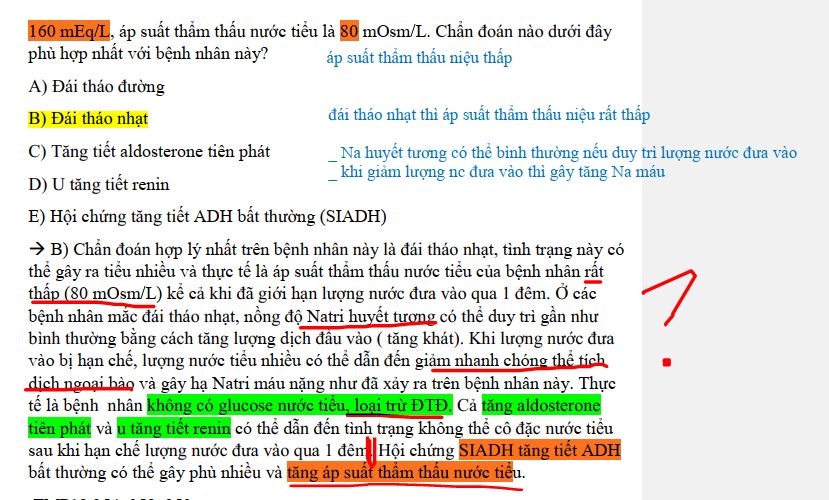 160 mEq/L, áp suất thẩm thấu nước tiểu là 80 mOsm/L. Chẩn đoán nào dưới đây
phù hợp nhất với bệnh nhân này?
áp suất thẩm thấu niệu thấp
A) Đái tháo đường
B) Đái tháo nhạt
đái tháo nhạt thì áp suất thẩm thấu niệu rất thấp
C) Tăng tiết aldosterone tiên phát
_ Na huyết tương có thể bình thường nếu duy trì lượng nước đưa vào
_ khi giảm lượng nc đưa vào thì gây tăng Na máu
D) U tăng tiết renin
E) Hội chứng tăng tiết ADH bất thường (SIADH)
→ B) Chẩn đoán hợp lý nhất trên bệnh nhân này là đái tháo nhạt, tình trạng này có
thể gây ra tiểu nhiều và thực tế là áp suất thẩm thấu nước tiểu của bệnh nhân rất
thấp (80 mOsm/L) kể cả khi đã giới hạn lượng nước đưa vào qua 1 đêm. Ở các
bệnh nhân mắc đái tháo nhạt, nồng độ Natri huyết tương có thể duy trì gần như
bình thường bằng cách tăng lượng dịch đầu vào ( tăng khát). Khi lượng nước đưa
vào bị hạn chế, lượng nước tiểu nhiều có thể dẫn đến giảm nhanh chóng thể tích
dịch ngoại bào và gây hạ Natri máu nặng như đã xảy ra trên bệnh nhân này. Thực
tế là bệnh nhân không có glucose nước tiểu, loại trừ ĐTĐ. Cả tăng aldosterone
tiên phát và u tăng tiết renin có thể dẫn đến tình trạng không thể cô đặc nước tiểu
sau khi hạn chế lượng nước đưa vào qua 1 đêm. Hội chứng SIADH tăng tiết ADH
bất thường có thể gây phù nhiều và tăng áp suất thẩm thấu nước tiểu.
?